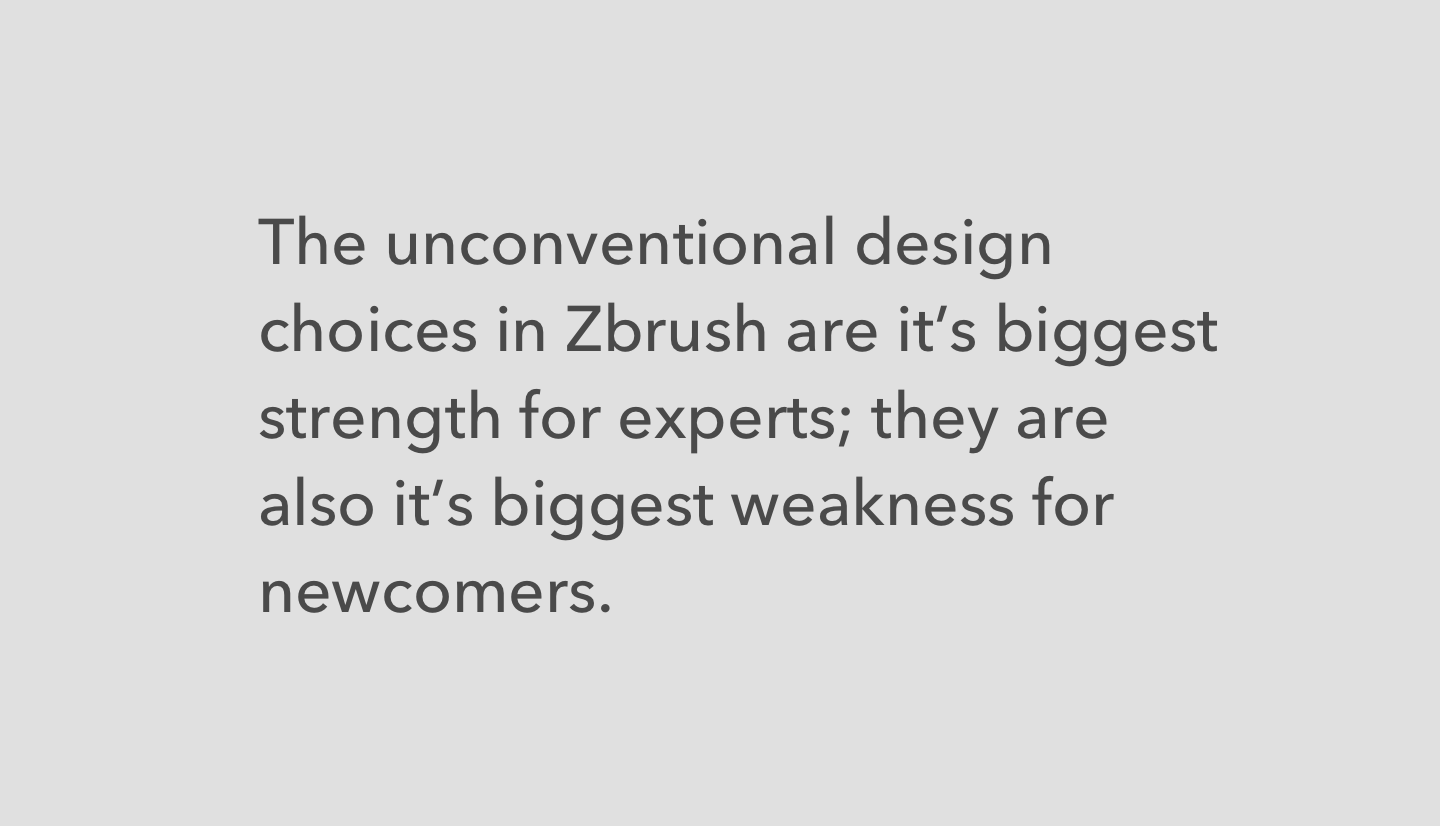 The unconventional design
choices in Zbrush are it’s biggest
strength for experts; they are
also it’s biggest weakness for
newcomers.